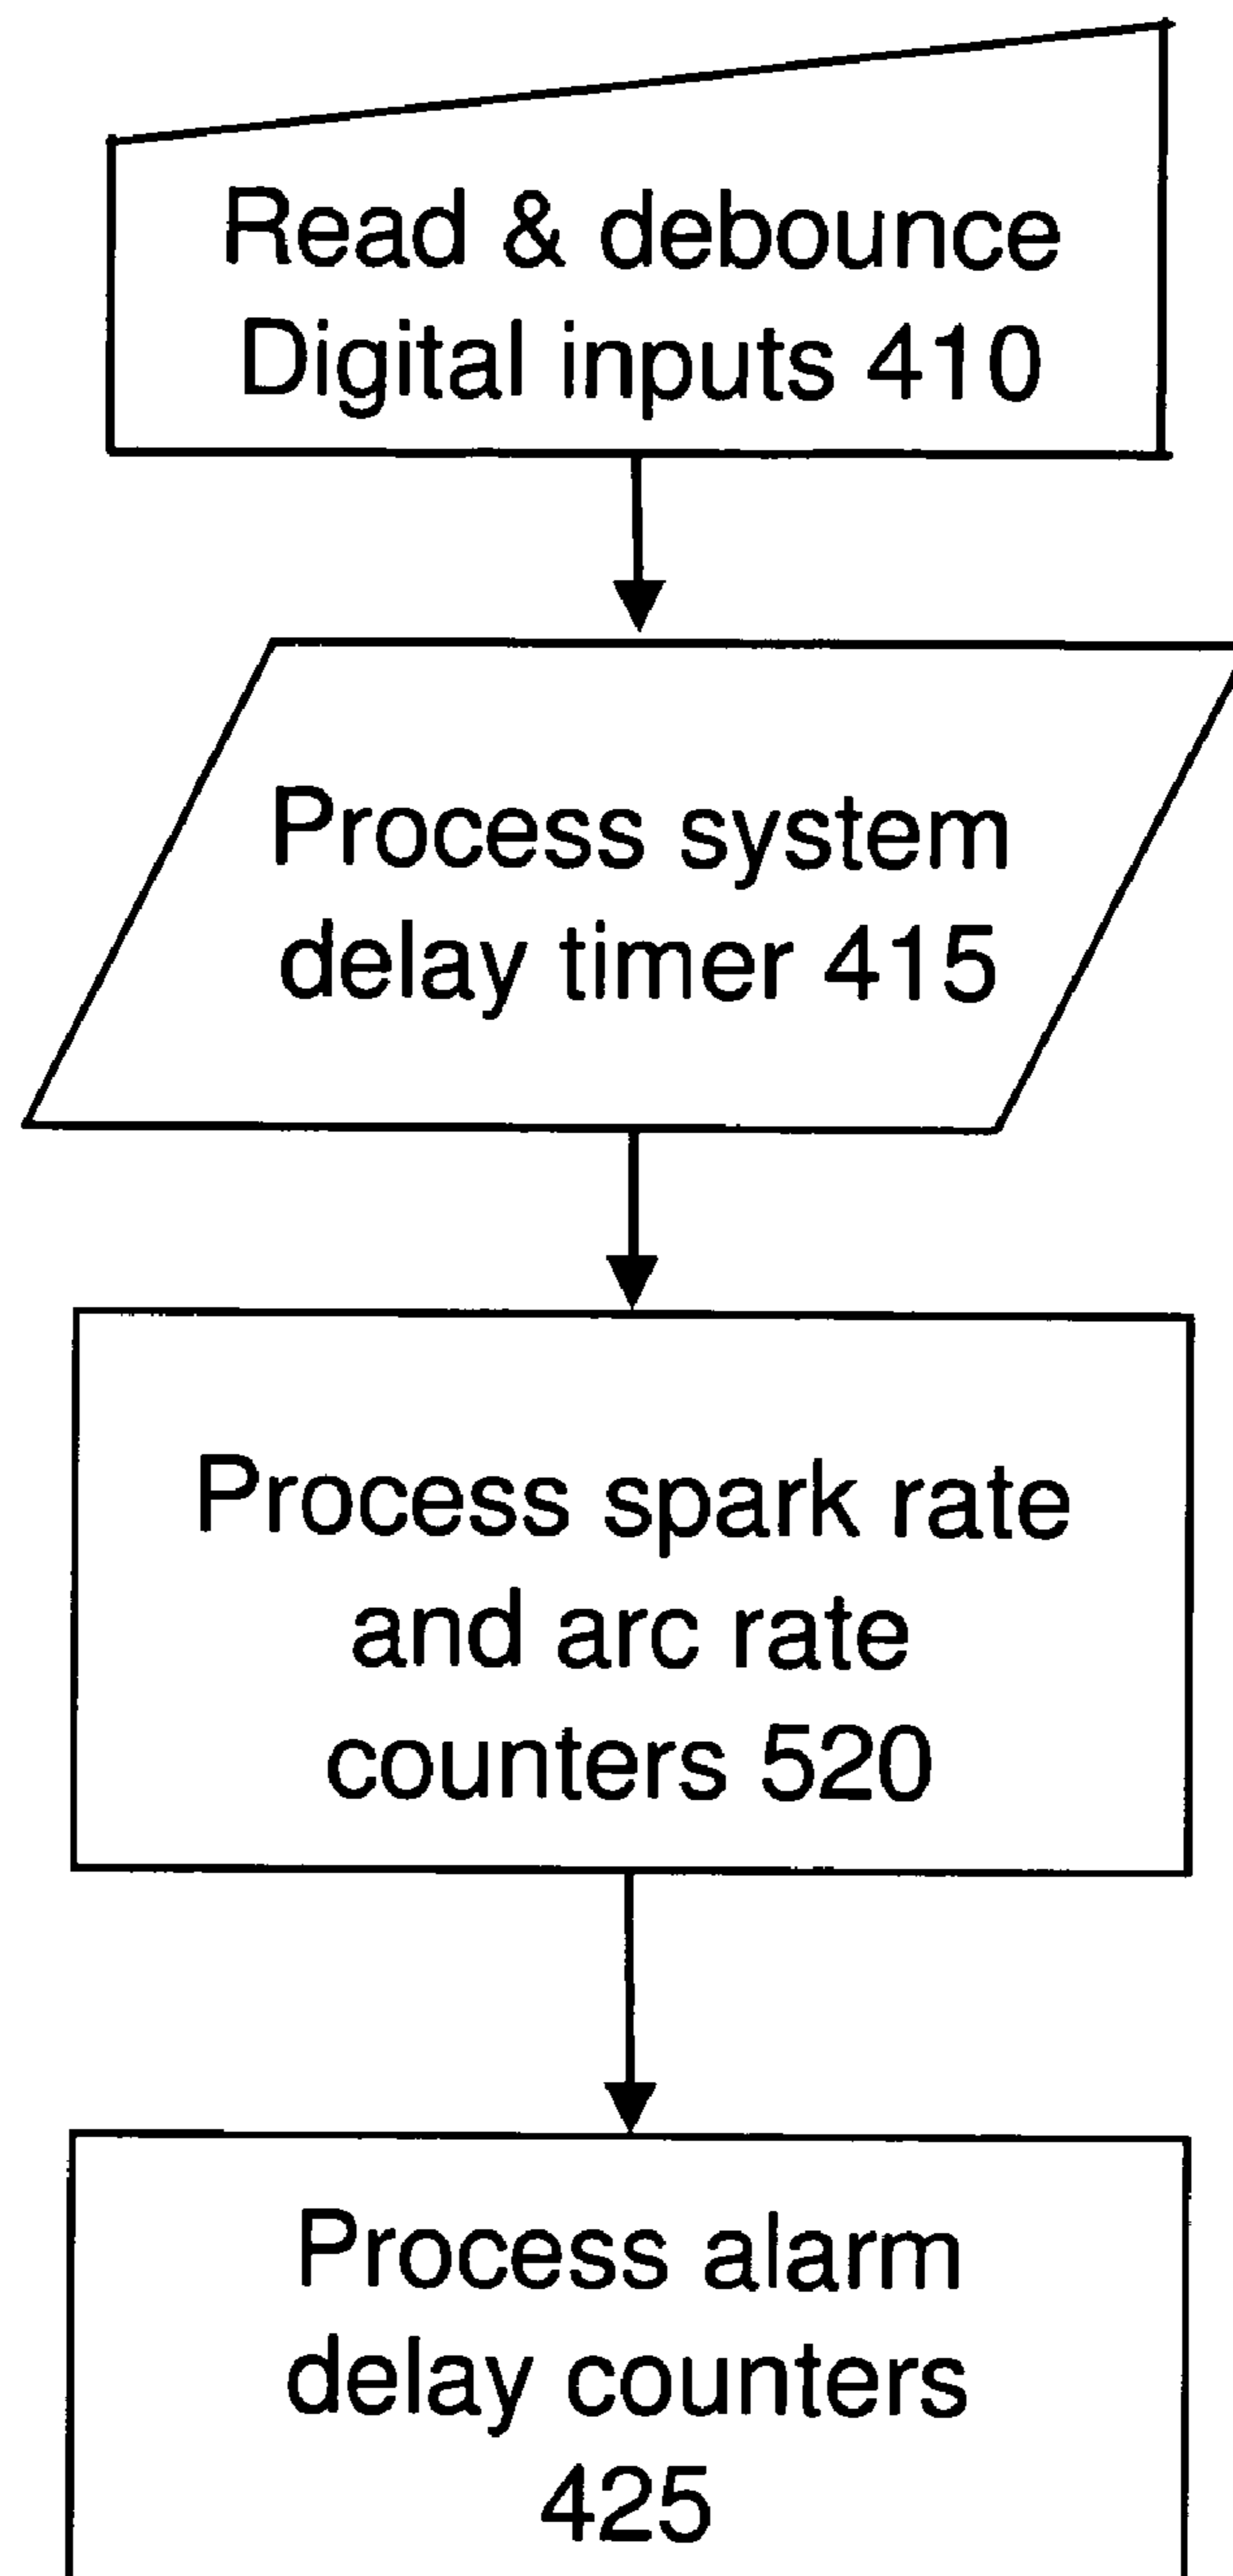 Read & debounce
Digital inputs 410
Process system
delay timer 415
Process spark rate
and arc rate
counters 520
Process alarm
delay counters
425